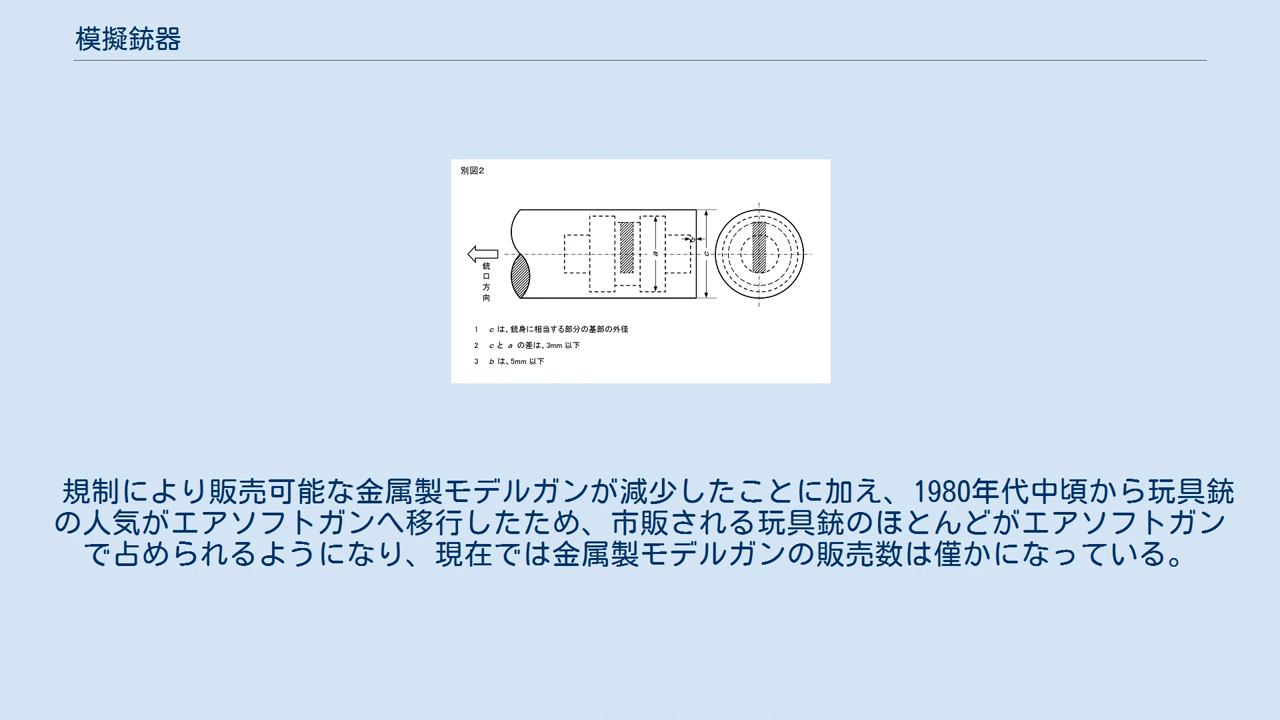 模擬銃器
別図2
銃口方向
a
b
c
1 c は、銃身に相当する部分の基部の外径
2 c と a の差は、3mm 以下
3 b は、5mm 以下
規制により販売可能な金属製モデルガンが減少したことに加え、1980年代中頃から玩具銃
の人気がエアソフトガンへ移行したため、市販される玩具銃のほとんどがエアソフトガン
で占められるようになり、現在では金属製モデルガンの販売数は僅かになっている。